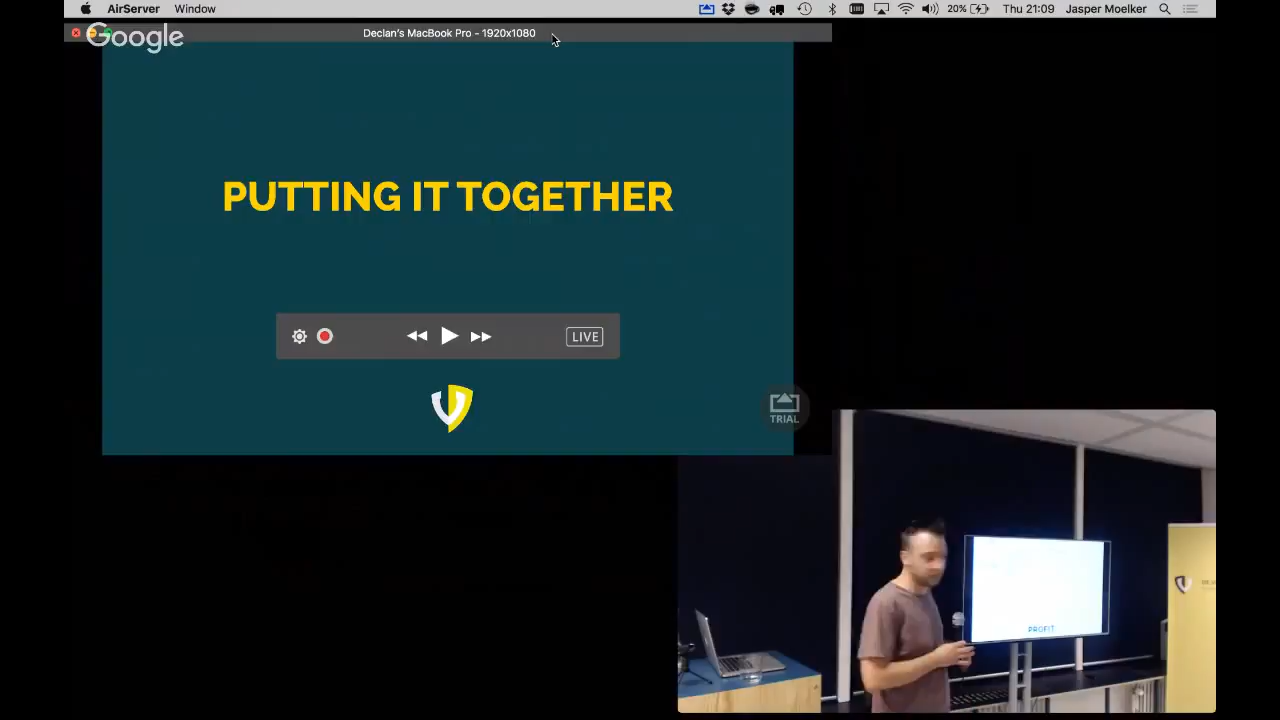 AirServer Window
20% Thu 21:09 Jasper Moelker
Google
Declan's MacBook Pro - 1920x1080
PUTTING IT TOGETHER
LIVE
TRIAL
PROFIT